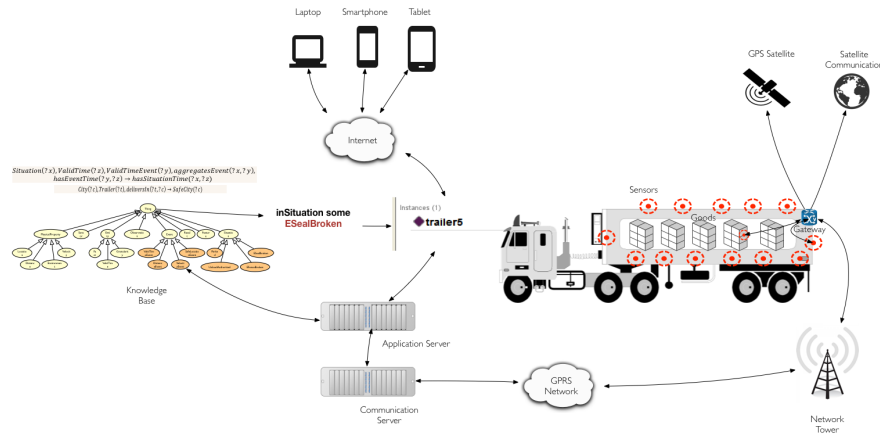 Laptop
Smartphone
Tablet
GPS Satellite
Satellite
Communication
Internet
Situation(?x), ValidTime(?z), ValidTimeEvent(?y), aggregatesEvent(?x, ?y),
hasEventTime(?y, ?z) → hasSituationTime(?x, ?z)
City(?c), Trailer(?t), deliversIn(?t, ?c) → SafeCity(?c)
inSituation some
ESealBroken
Instances (1)
trailer5
Sensors
Goods
Gateway
Knowledge
Base
Application Server
Communication
Server
GPRS
Network
Network
Tower